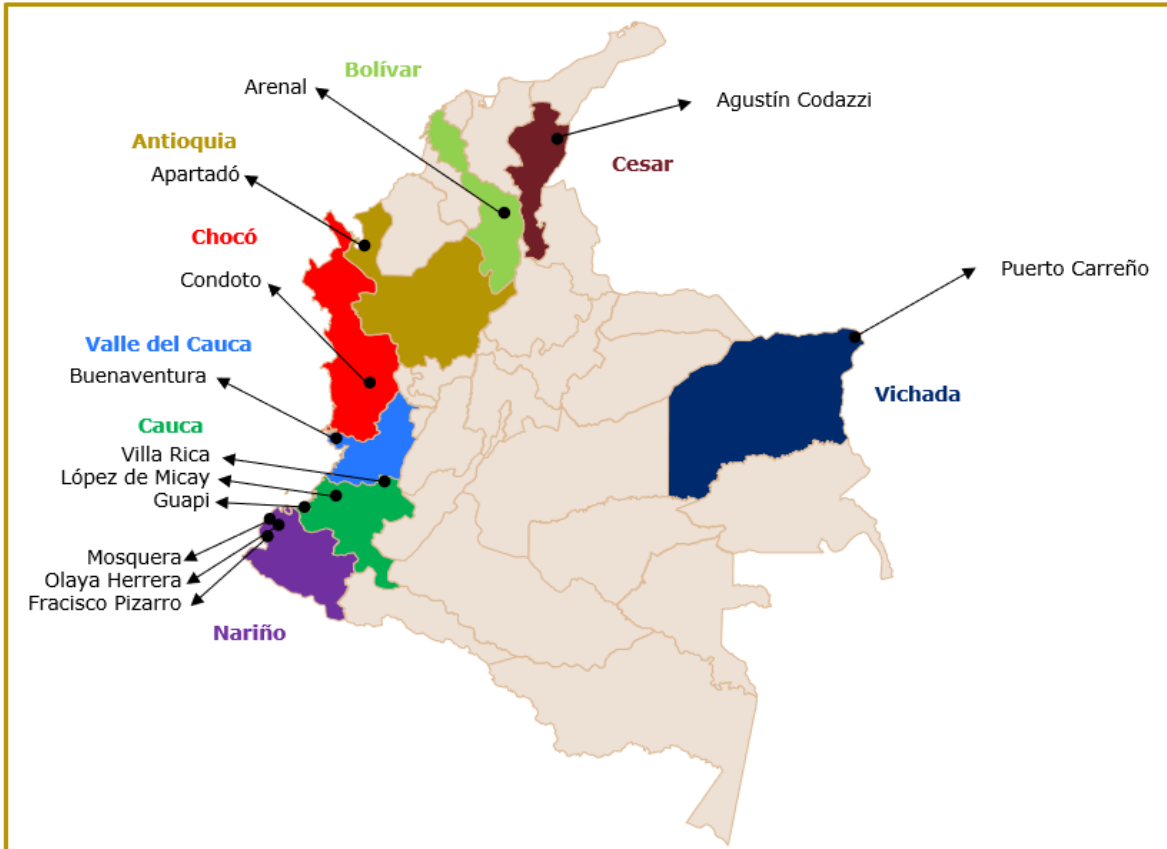 Bolívar
Arenal
Agustín Codazzi
Antioquia
Cesar
Apartadó
Chocó
Condoto
Puerto Carreño
Valle del Cauca
Buenaventura
Vichada
Cauca
Villa Rica
López de Micay
Guapi
Mosquera
Olaya Herrera
Fracisco Pizarro
Nariño